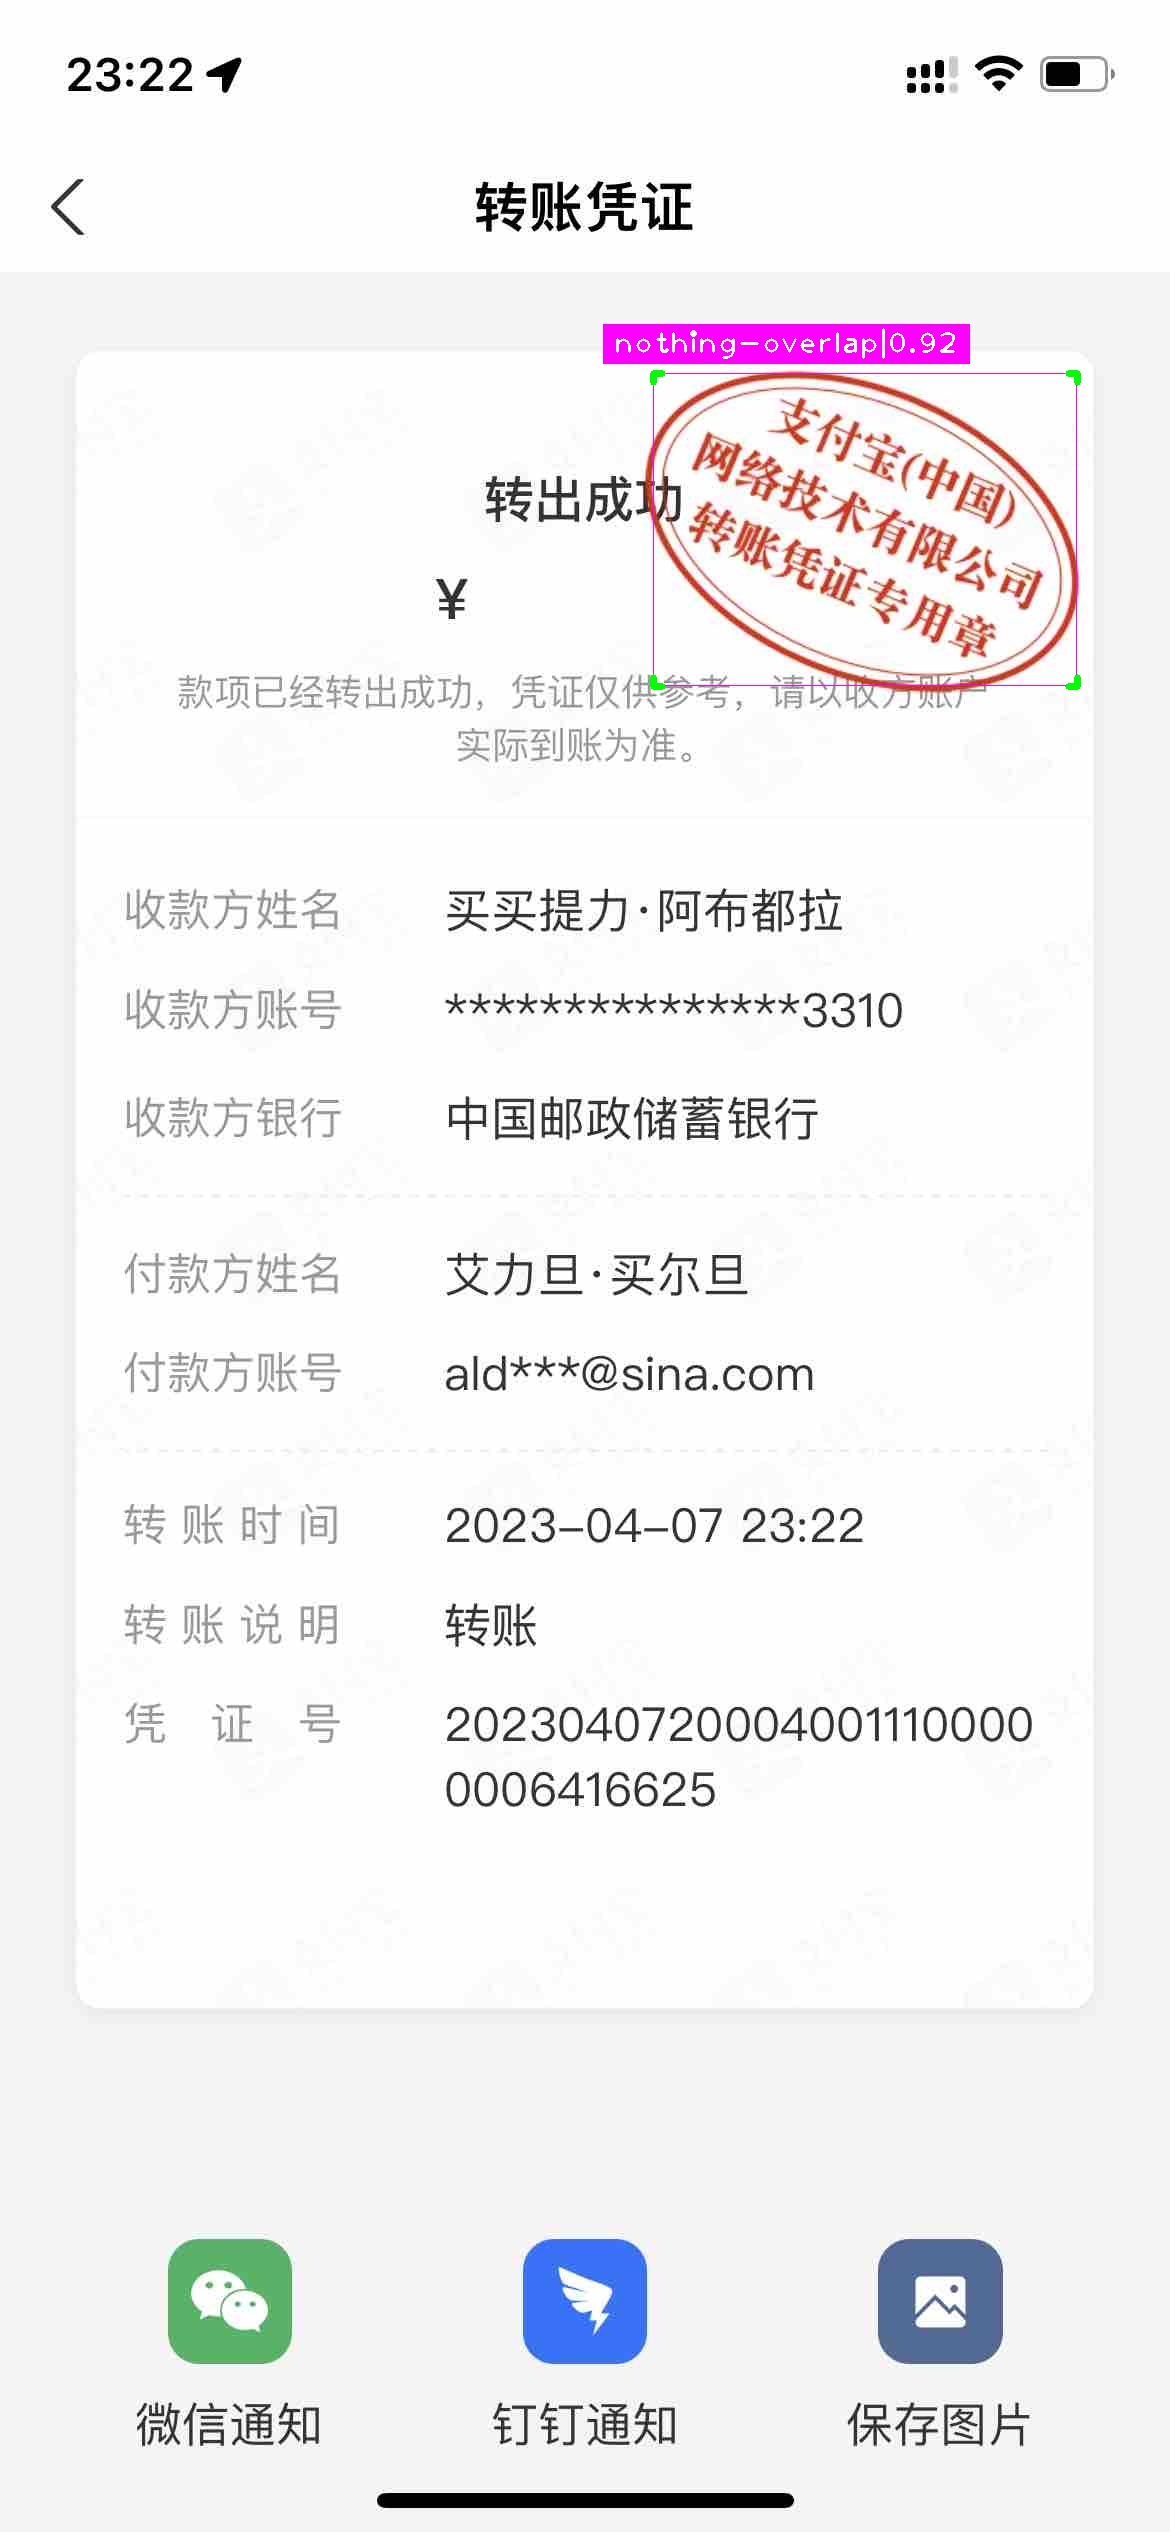 23:22
转账凭证
nothing-overlap|0.92
支付宝(中国)
网络技术有限公司
转账凭证专用章
转出成功
¥
款项已经转出成功，凭证仅供参考，请以收方账户
实际到账为准。
收款方姓名 买买提力·阿布都拉
收款方账号 ***************3310
收款方银行 中国邮政储蓄银行
付款方姓名 艾力旦·买尔旦
付款方账号 ald***@sina.com
转账时间 2023-04-07 23:22
转账说明 转账
凭证号 2023040720004001110000
0006416625
微信通知 钉钉通知 保存图片